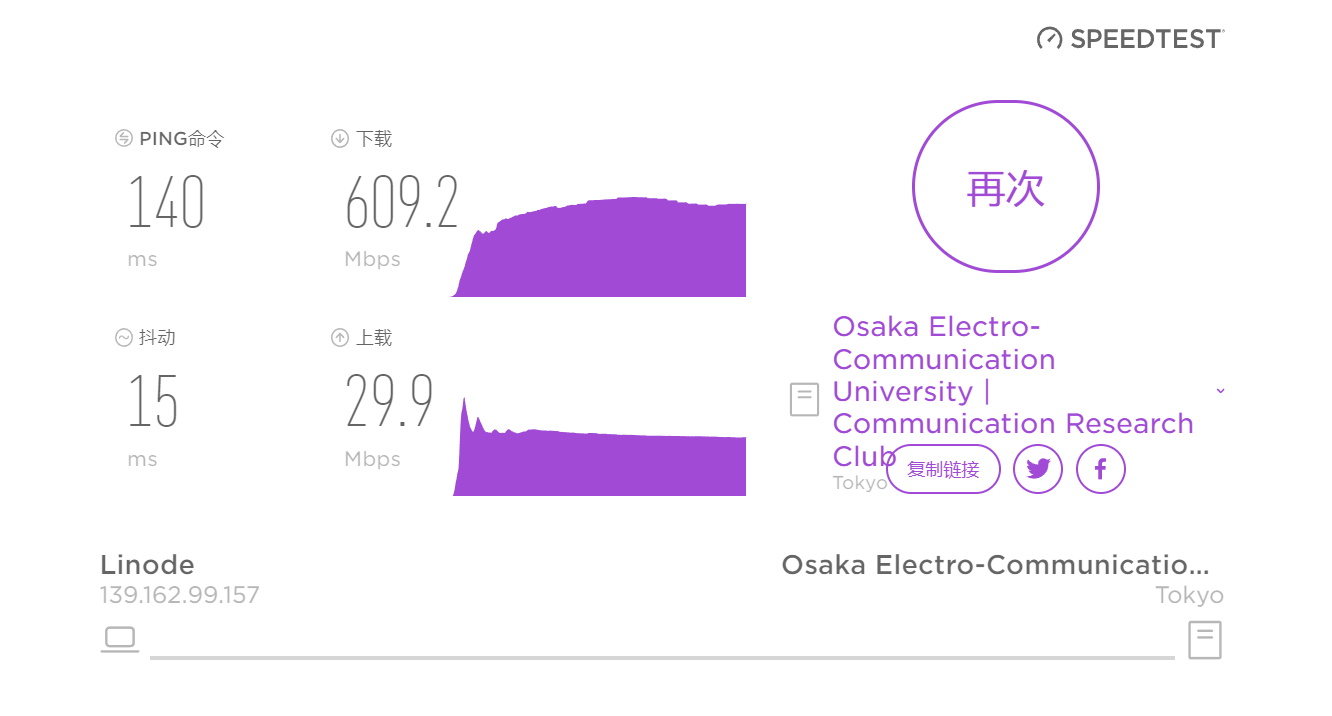 SPEEDTEST
PING命令
140
ms
下载
609.2
Mbps
再次
抖动
15
ms
上载
29.9
Mbps
Osaka Electro-
Communication
University |
Communication Research
Club
Tokyo
复制链接
Linode
139.162.99.157
Osaka Electro-Communicatio...
Tokyo